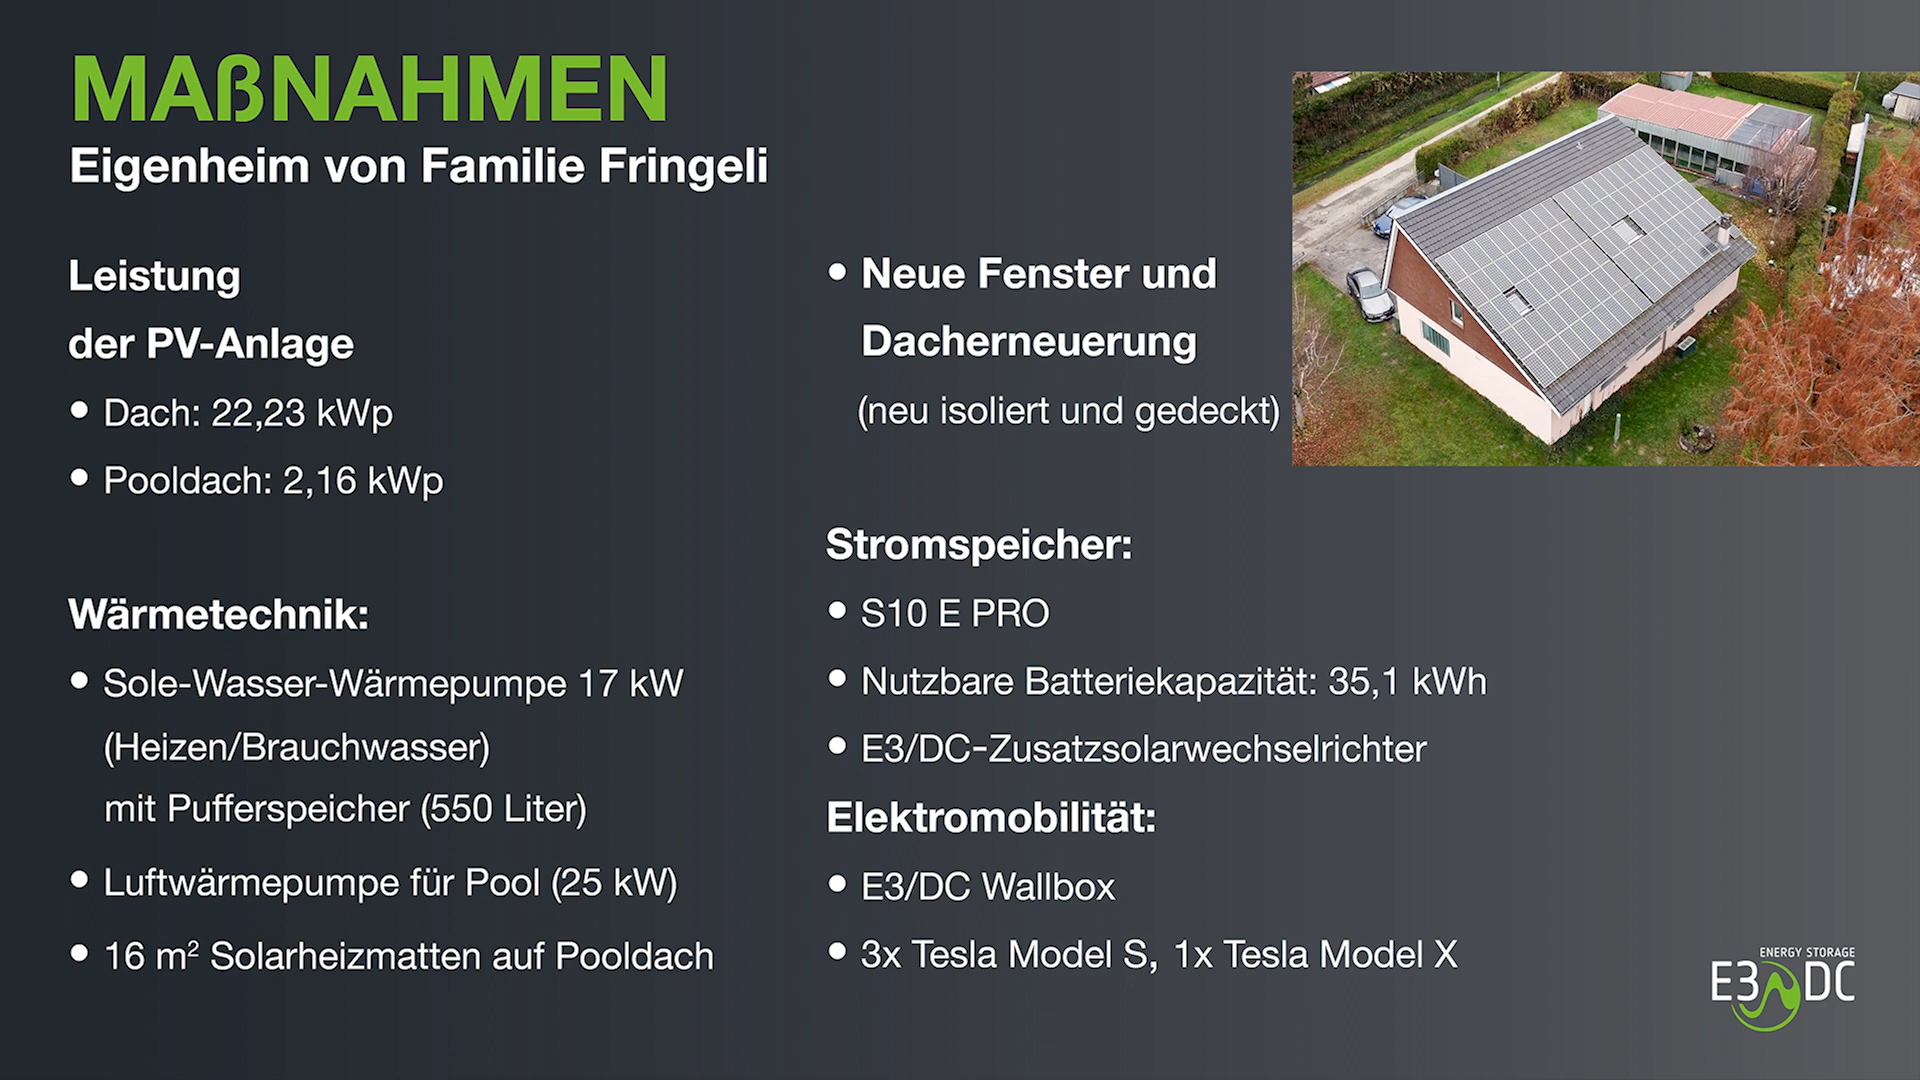 MAßNAHMEN
Eigenheim von Familie Fringeli
Leistung
der PV-Anlage
• Dach: 22,23 kWp
• Pooldach: 2,16 kWp
Wärmetechnik:
• Sole-Wasser-Wärmepumpe 17 kW
(Heizen/Brauchwasser)
mit Pufferspeicher (550 Liter)
• Luftwärmepumpe für Pool (25 kW)
• 16 m² Solarheizmatten auf Pooldach
• Neue Fenster und
Dacherneuerung
(neu isoliert und gedeckt)
Stromspeicher:
• S10 E PRO
• Nutzbare Batteriekapazität: 35,1 kWh
• E3/DC-Zusatzsolarwechselrichter
Elektromobilität:
• E3/DC Wallbox
• 3x Tesla Model S, 1x Tesla Model X
ENERGY STORAGE
E3 DC